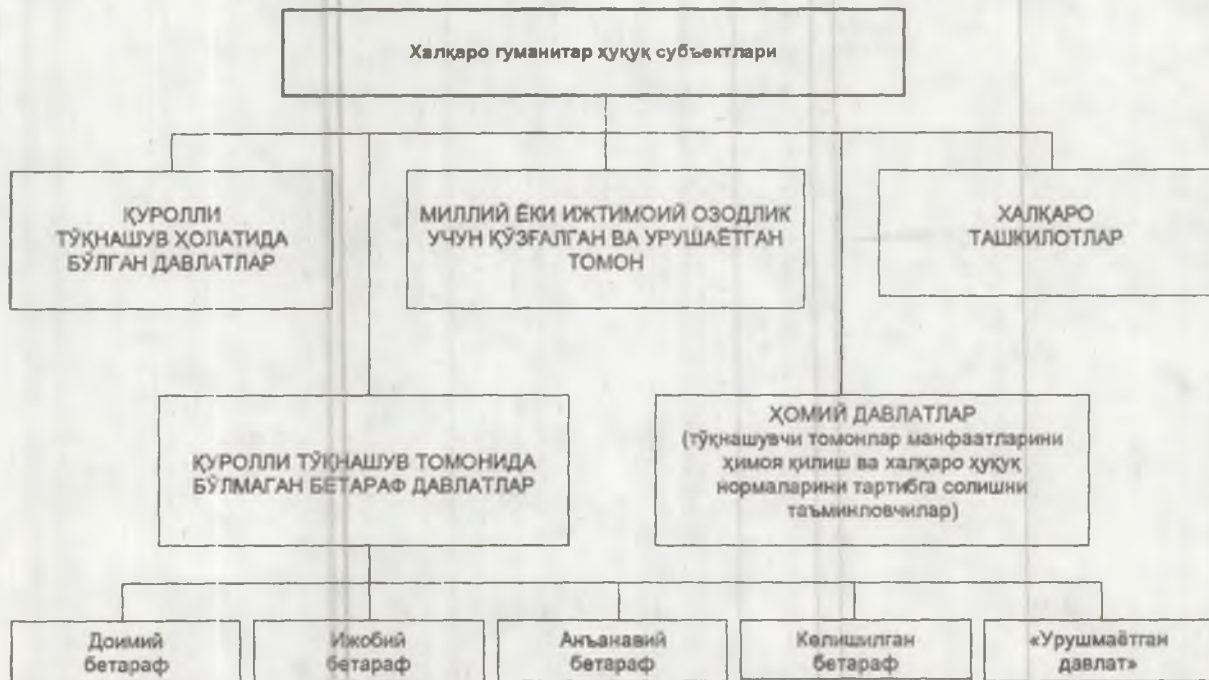 Халқаро гуманитар ҳуқуқ субъектлари
ҚУРОЛЛИ
ТЎҚНАШУВ ҲОЛАТИДА
БЎЛГАН ДАВЛАТЛАР
МИЛЛИЙ ЁКИ ИЖТИМОИЙ ОЗОДЛИК
УЧУН ҚЎЗҒАЛГАН ВА УРУШАЁТГАН
ТОМОН
ХАЛҚАРО
ТАШКИЛОТЛАР
ҚУРОЛЛИ ТЎҚНАШУВ ТОМОНИДА
БЎЛМАГАН БЕТАРАФ ДАВЛАТЛАР
ҲОМИЙ ДАВЛАТЛАР
(тўқнашувчи томонлар манфаатларини
ҳимоя қилиш ва халқаро ҳуқуқ
нормаларини тартибга солишни
таъминловчилар)
Доимий
бетараф
Ижобий
бетараф
Анъанавий
бетараф
Келишилган
бетараф
«Урушмаётган
давлат»